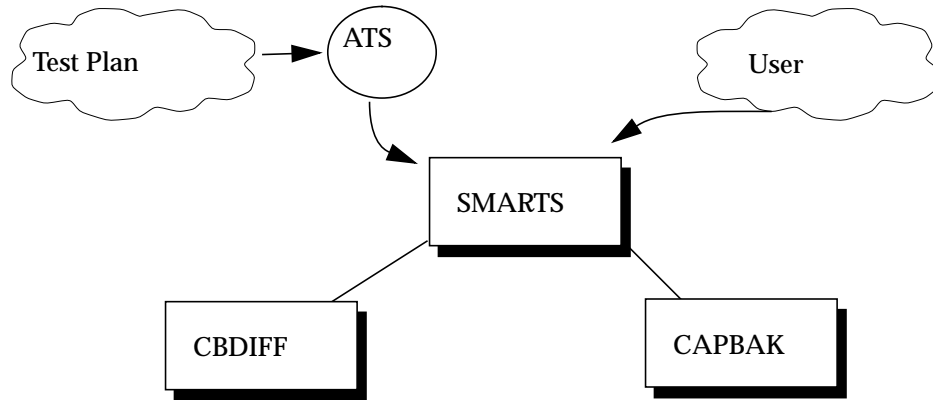 Test Plan
ATS
User
SMARTS
CBDIFF
CAPBAK